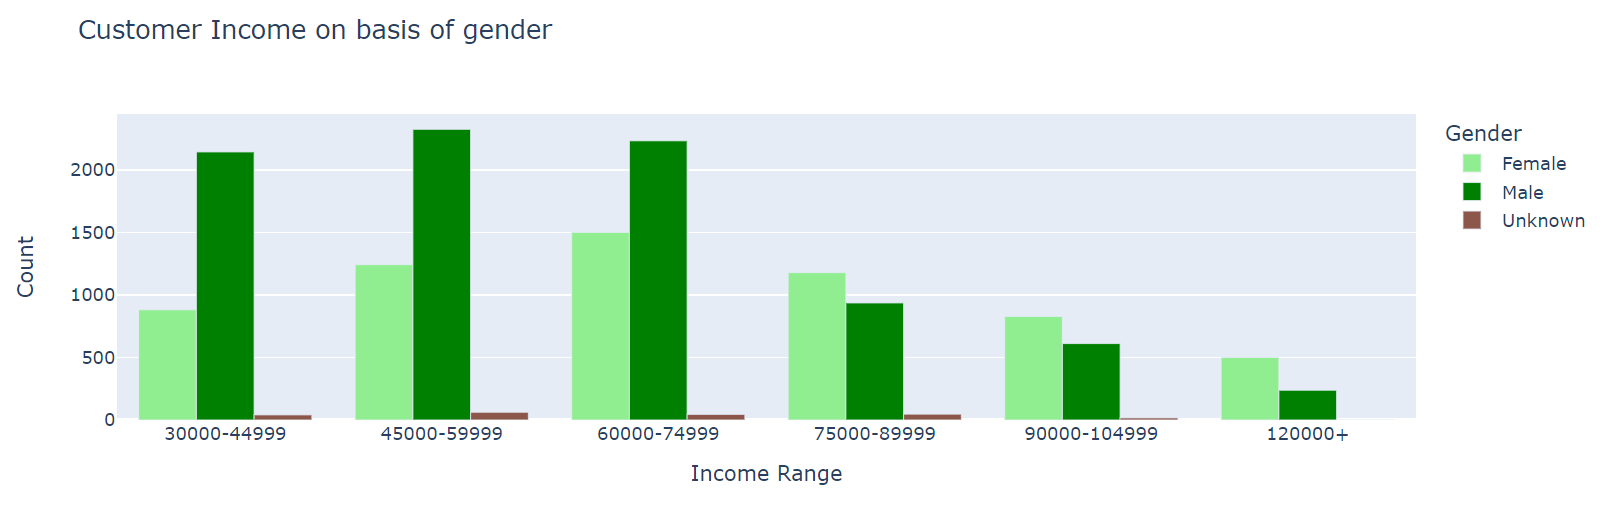 Customer Income on basis of gender
Gender
Female
Male
Unknown
Count
2000
1500
1000
500
0
30000-44999 45000-59999 60000-74999 75000-89999 90000-104999 120000+
Income Range